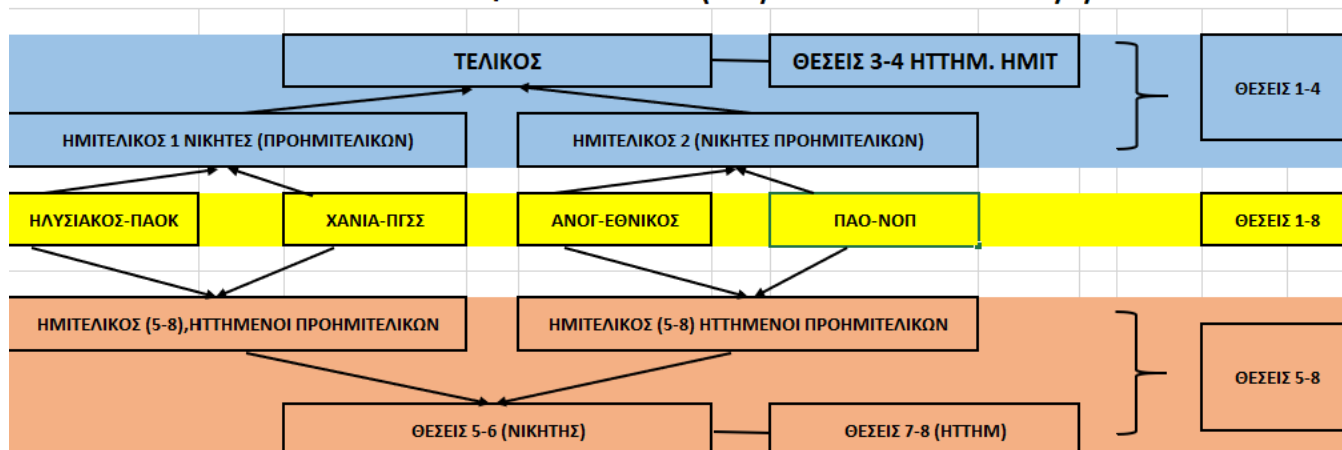 ΤΕΛΙΚΟΣ
ΘΕΣΕΙΣ 3-4 ΗΤΤΗΜ. ΗΜΙΤ
ΘΕΣΕΙΣ 1-4
ΗΜΙΤΕΛΙΚΟΣ 1 ΝΙΚΗΤΕΣ (ΠΡΟΗΜΙΤΕΛΙΚΩΝ)
ΗΜΙΤΕΛΙΚΟΣ 2 (ΝΙΚΗΤΕΣ ΠΡΟΗΜΙΤΕΛΙΚΩΝ)
ΗΛΥΣΙΑΚΟΣ-ΠΑΟΚ
ΧΑΝΙΑ-ΠΓΣΣ
ΑΝΟΓ-ΕΘΝΙΚΟΣ
ΠΑΟ-ΝΟΠ
ΘΕΣΕΙΣ 1-8
ΗΜΙΤΕΛΙΚΟΣ (5-8),ΗΤΤΗΜΕΝΟΙ ΠΡΟΗΜΙΤΕΛΙΚΩΝ
ΗΜΙΤΕΛΙΚΟΣ (5-8) ΗΤΤΗΜΕΝΟΙ ΠΡΟΗΜΙΤΕΛΙΚΩΝ
ΘΕΣΕΙΣ 5-8
ΘΕΣΕΙΣ 5-6 (ΝΙΚΗΤΗΣ)
ΘΕΣΕΙΣ 7-8 (ΗΤΤΗΜ)